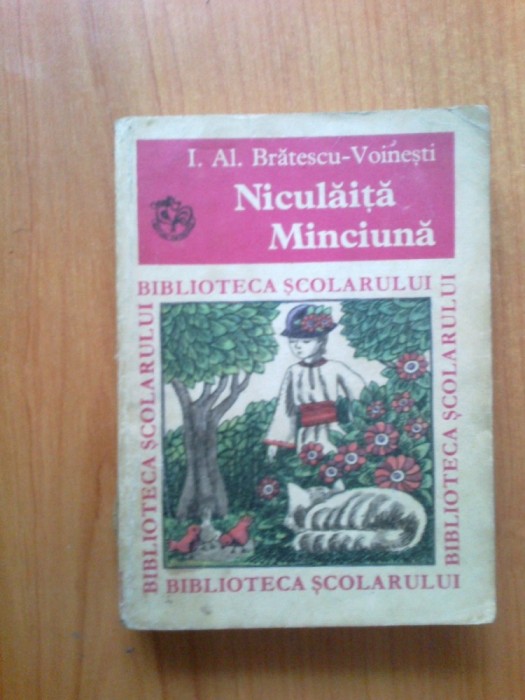 I. Al. Brătescu-Voinești
Niculăiță
Minciună
BIBLIOTECA ȘCOLARULUI
BIBLIOTECA ȘCOLARULUI
BIBLIOTECA ȘCOLARULUI
BIBLIOTECA ȘCOLARULUI